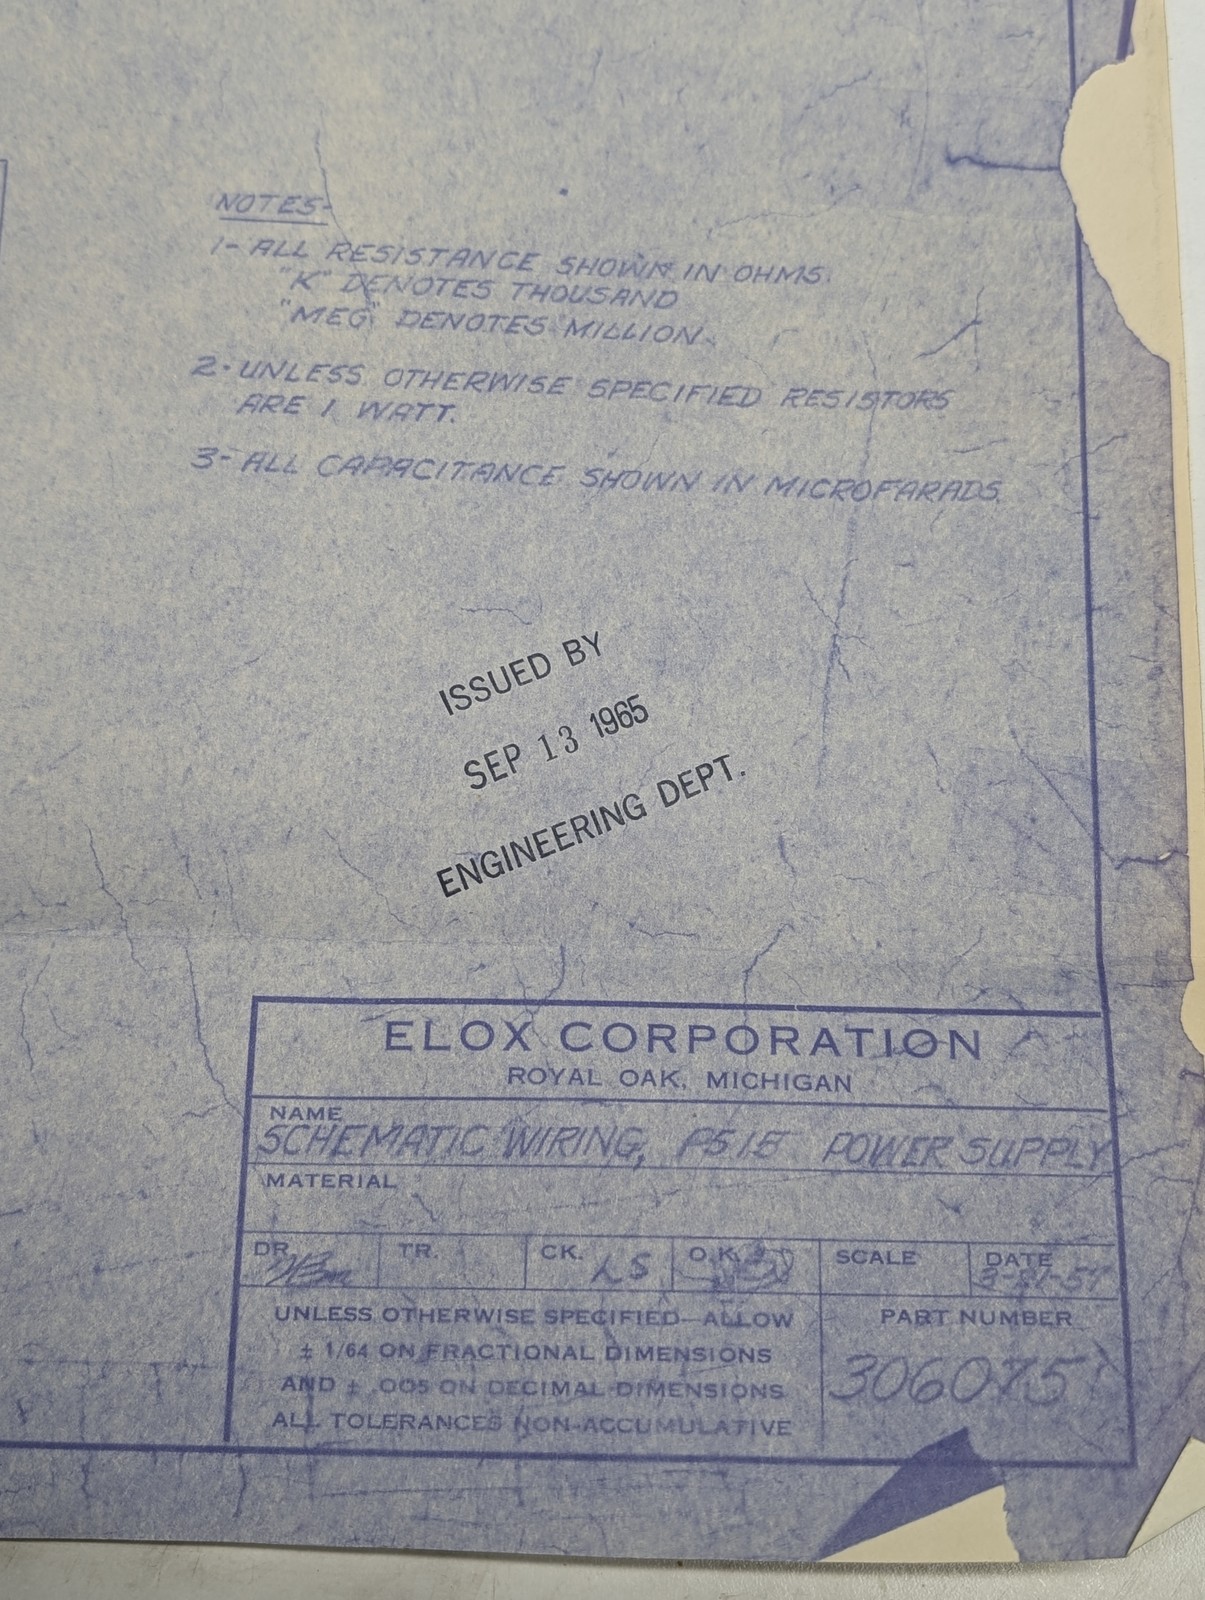 NOTES-
1- ALL RESISTANCE SHOWN IN OHMS.
"K" DENOTES THOUSAND
"MEG" DENOTES MILLION.
2- UNLESS OTHERWISE SPECIFIED RESISTORS
ARE 1 WATT.
3- ALL CAPACITANCE SHOWN IN MICROFARADS.
ISSUED BY
SEP 13 1965
ENGINEERING DEPT.
ELOX CORPORATION
ROYAL OAK, MICHIGAN
NAME
SCHEMATIC WIRING, PS15 POWER SUPPLY
MATERIAL
DR.
TR.
CK. LS
O.K.
SCALE
DATE
UNLESS OTHERWISE SPECIFIED—ALLOW
± 1/64 ON FRACTIONAL DIMENSIONS
AND ± .005 ON DECIMAL DIMENSIONS
ALL TOLERANCES NON-ACCUMULATIVE
PART NUMBER
306075